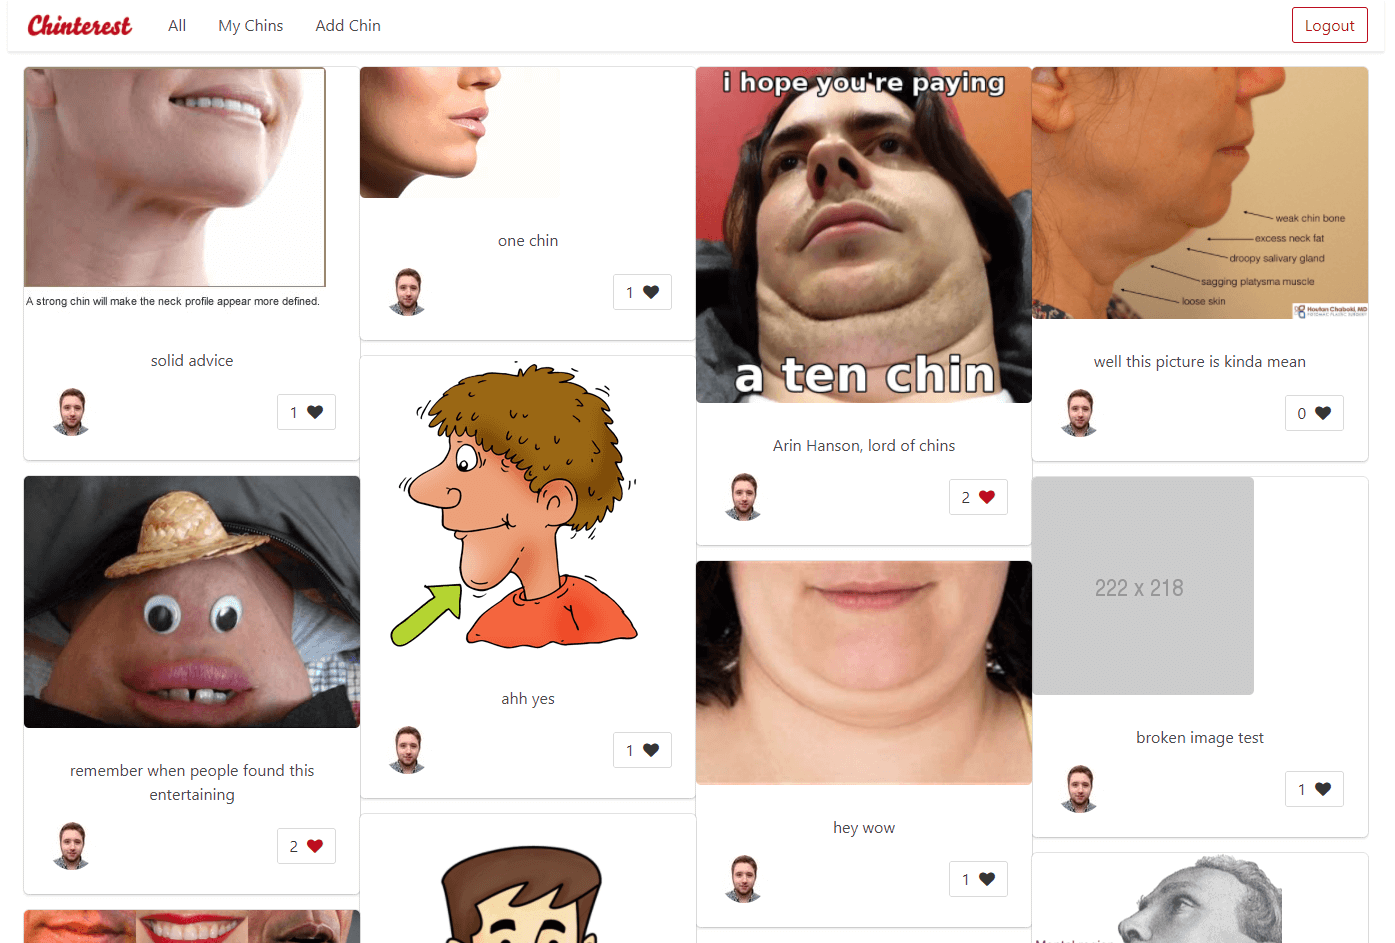 Chinterest
All
My Chins
Add Chin
Logout
A strong chin will make the neck profile appear more defined.
solid advice
1
remember when people found this
entertaining
2
one chin
1
ahh yes
1
i hope you're paying
a ten chin
Arin Hanson, lord of chins
2
hey wow
1
weak chin bone
excess neck fat
droopy salivary gland
sagging platysma muscle
loose skin
well this picture is kinda mean
0
222 x 218
broken image test
1